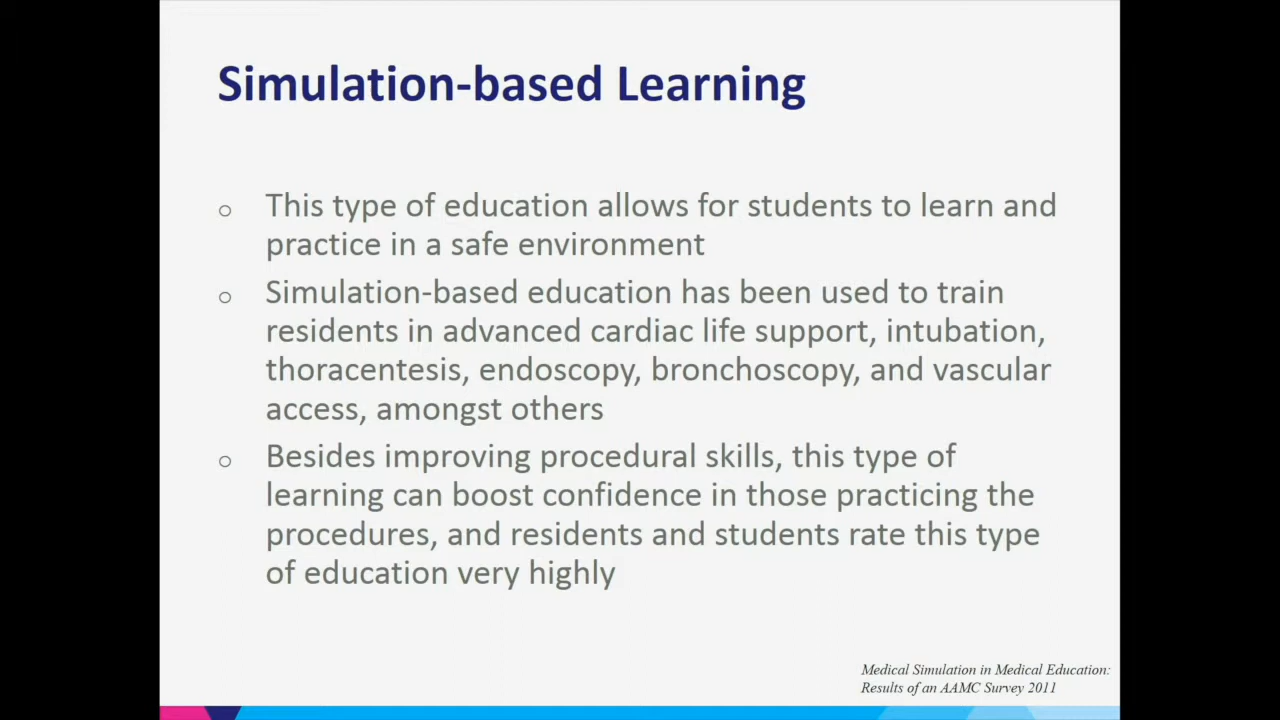 Simulation-based Learning
○ This type of education allows for students to learn and
practice in a safe environment
○ Simulation-based education has been used to train
residents in advanced cardiac life support, intubation,
thoracentesis, endoscopy, bronchoscopy, and vascular
access, amongst others
○ Besides improving procedural skills, this type of
learning can boost confidence in those practicing the
procedures, and residents and students rate this type
of education very highly
Medical Simulation in Medical Education:
Results of an AAMC Survey 2011